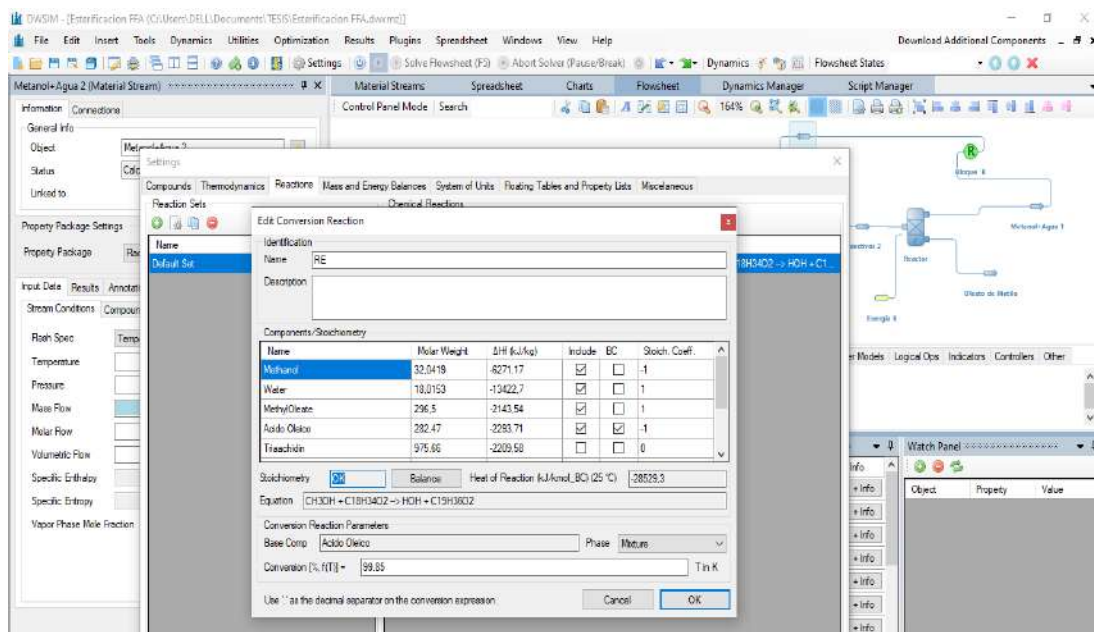 DWSIM - [Esterificacion FFA (C:\Users\DELL\Documents\TESIS\Esterificacion FFA.dwxmz)]
File Edit Insert Tools Dynamics Utilities Optimization Results Plugins Spreadsheet Windows View Help
Download Additional Components
Settings Solve Flowsheet (F5) Abort Solver (Pause/Break) Dynamics Flowsheet States
Metanol+Agua 2 (Material Stream)
Material Streams Spreadsheet Charts Flowsheet Dynamics Manager Script Manager
Information Connections
Control Panel Mode Search 164%
General Info
Object
Status
Linked to
Property Package Settings
Property Package
Input Data Results
Stream Conditions
Flash Spec
Temperature
Pressure
Mass Flow
Molar Flow
Volumetric Flow
Specific Enthalpy
Specific Entropy
Vapor Phase Mole Fraction
Settings
Compounds Thermodynamics Reactions Mass and Energy Balances System of Units Floating Tables and Property Lists Miscelaneous
Reaction Sets Chemical Reactions
Name
Default Set
18H34O2 --> HOH + C1...
Edit Conversion Reaction
Identification
Name RE
Description
Components/Stoichiometry
Name Molar Weight ΔHf (kJ/kg) Include BC Stoich. Coeff.
Methanol 32,0419 -6271,17 -1
Water 18,0153 -13422,7 1
MethylOleate 296,5 -2143,54 1
Acido Oleico 282,47 -2293,71 -1
Triaachidin 975,66 -2209,58 0
Stoichiometry OK Balance Heat of Reaction (kJ/kmol_BC) (25 °C) -28529,3
Equation CH3OH + C18H34O2 --> HOH + C19H36O2
Conversion Reaction Parameters
Base Comp Acido Oleico Phase Mixture
Conversion [%, f(T)] = 99.85 T in K
Use '.' as the decimal separator on the conversion expression.
Cancel OK
R
Bloque R
Metanol+Agua 1
Reactor
Oleato de Metilo
Energía R
er Models Logical Ops Indicators Controllers Other
Watch Panel
Info
Object Property Value
+ Info
+ Info
+ Info
+ Info
+ Info
+ Info
+ Info